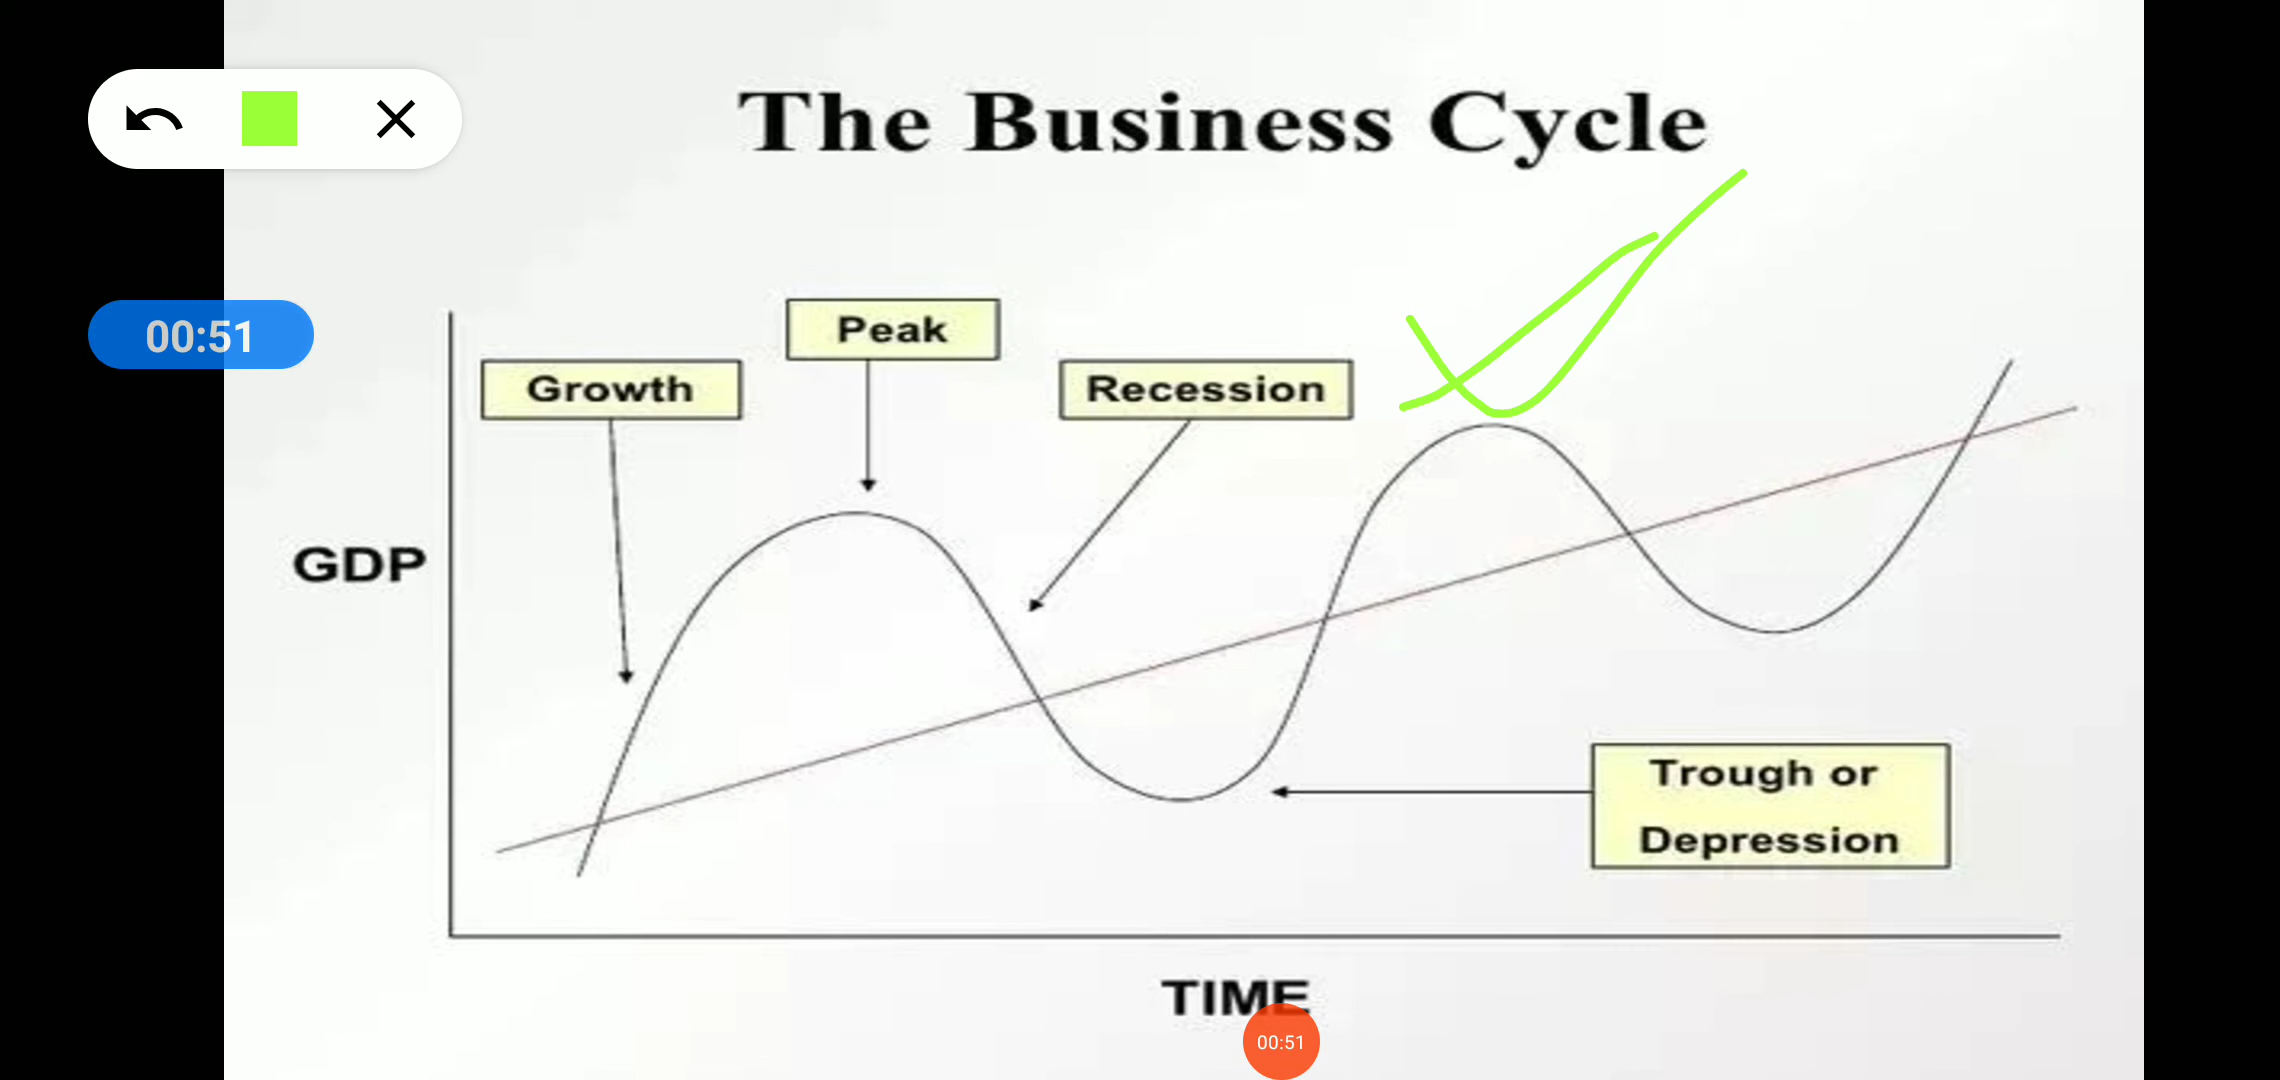 The Business Cycle
00:51
Peak
Growth
Recession
GDP
Trough or
Depression
TIME
00:51